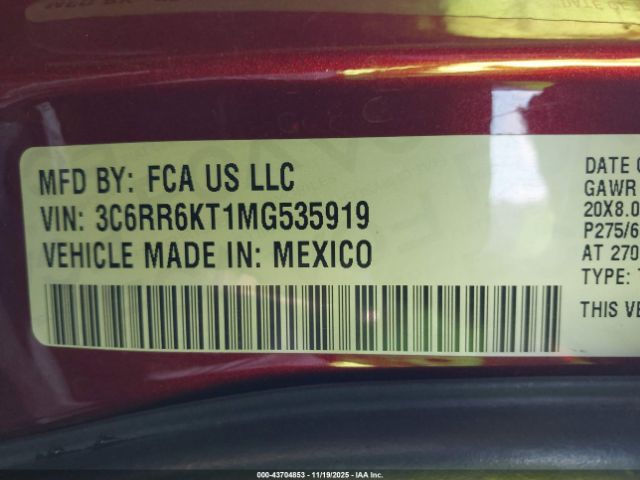 MFD BY: FCA US LLC
VIN: 3C6RR6KT1MG535919
VEHICLE MADE IN: MEXICO
DATE O
GAWR
20X8.0
P275/6
AT 270
TYPE: T
THIS VE
00-43704853 - 11/19/2025 - IAA Inc.